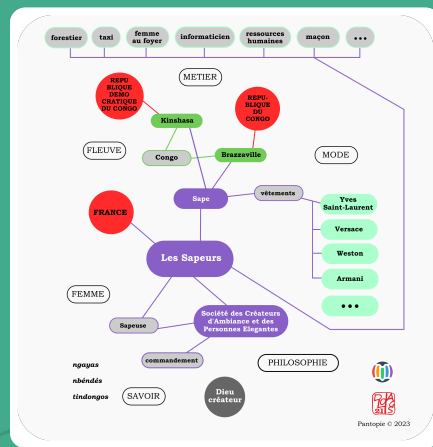 forestier
taxi
femme
au foyer
informaticien
ressources
humaines
maçon
•••
METIER
REPU
BLIQUE
DEMO
CRATIQUE
DU CONGO
REPU-
BLIQUE
DU
CONGO
Kinshasa
FLEUVE
Congo
Brazzaville
MODE
Sape
vêtements
Yves
Saint-Laurent
FRANCE
Versace
Weston
Les Sapeurs
Armani
FEMME
•••
Société des Créateurs
d'Ambiance et des
Personnes Elegantes
Sapeuse
commandement
PHILOSOPHIE
ngayas
nbéndés
tindongos
SAVOIR
Dieu
créateur
Pantopie © 2023